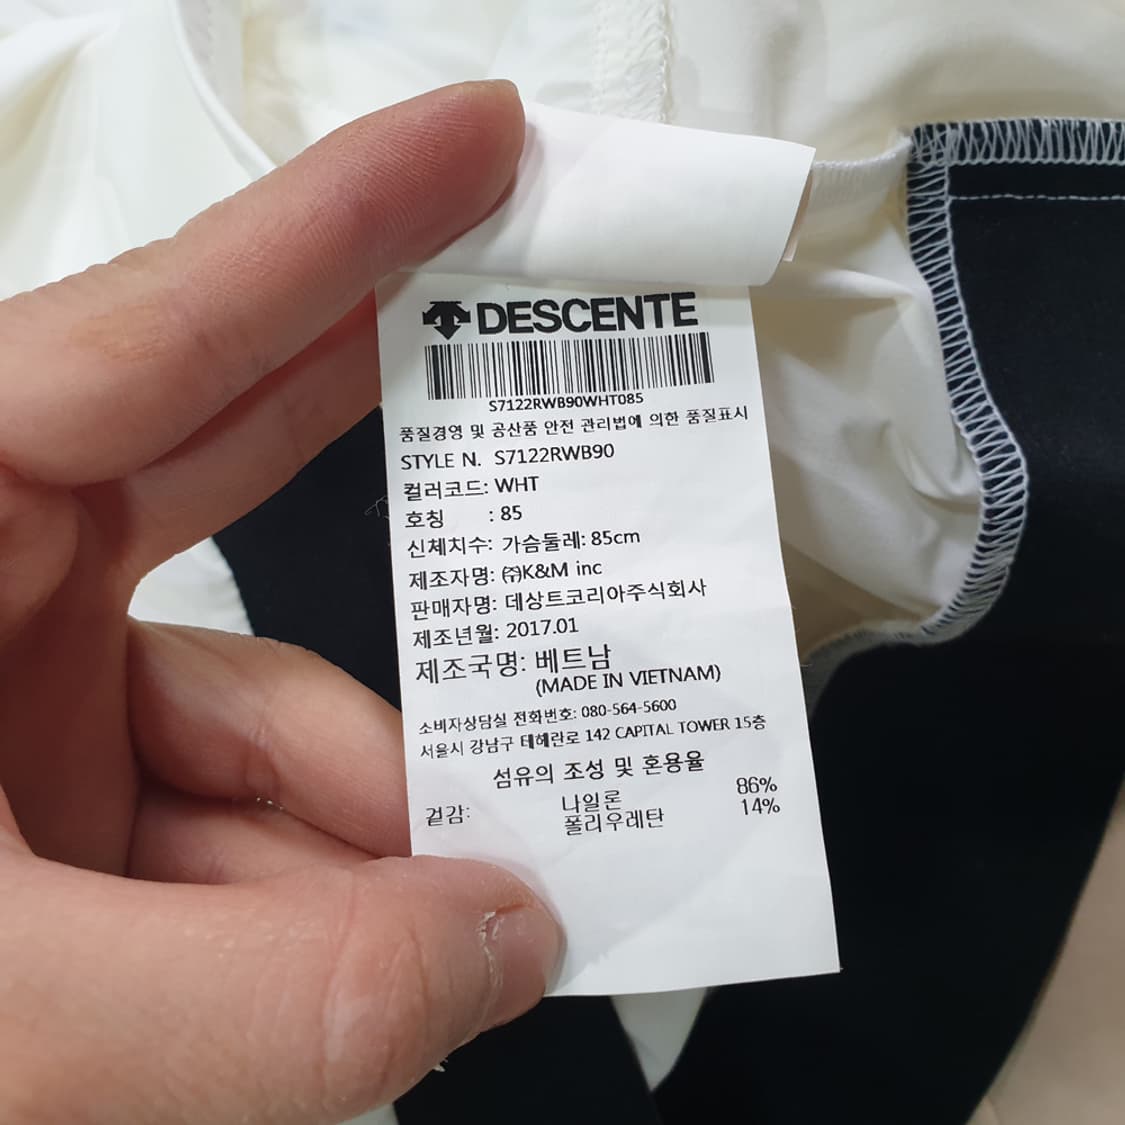 DESCENTE
S7122RWB90WHT085
품질경영 및 공산품 안전 관리법에 의한 품질표시
STYLE N. S7122RWB90
컬러코드: WHT
호칭 : 85
신체치수: 가슴둘레: 85cm
제조자명: ㈜K&M inc
판매자명: 데상트코리아주식회사
제조년월: 2017.01
제조국명: 베트남
(MADE IN VIETNAM)
소비자상담실 전화번호: 080-564-5600
서울시 강남구 테헤란로 142 CAPITAL TOWER 15층
섬유의 조성 및 혼용율
겉감: 나일론 86%
폴리우레탄 14%